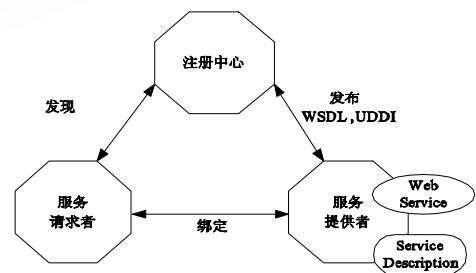 注册中心
发现
发布
WSDL ,UDDI
服务
请求者
绑定
服务
提供者
Web
Service
Service
Description